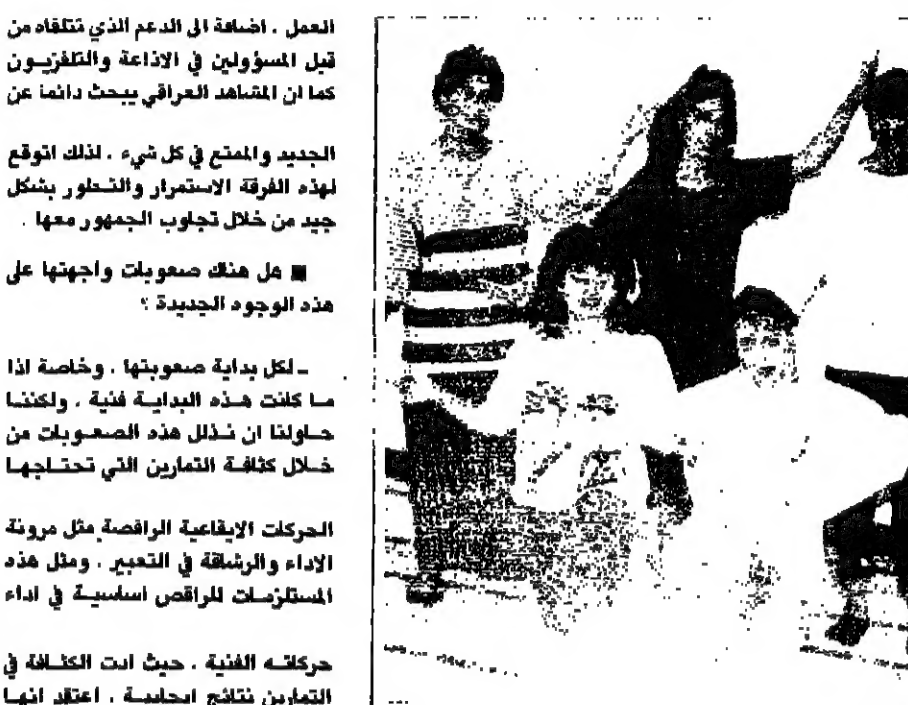 العمل . اضافة الى الدعم الذي تتلقاه من
قبل المسؤولين في الاذاعة والتلفزيون
كما ان المشاهد العراقي يبحث دائما عن
الجديد والممتع في كل شيء . لذلك اتوقع
لهذه الفرقة الاستمرار والتطور بشكل
جيد من خلال تجاوب الجمهور معها .
■ هل هناك صعوبات واجهتها على
هذه الوجوه الجديدة ؟
ـ لكل بداية صعوبتها . وخاصة اذا
ما كانت هذه البداية فنية . ولكننا
حاولنا ان نذلل هذه الصعوبات من
خلال كثافة التمارين التي تحتاجها
الحركات الايقاعية الراقصة مثل مرونة
الاداء والرشاقة في التعبير . ومثل هذه
المستلزمات للراقص اساسية في اداء
حركاته الفنية . حيث ادت الكثافة في
التمارين نتائج ايجابية . اعتقد انها